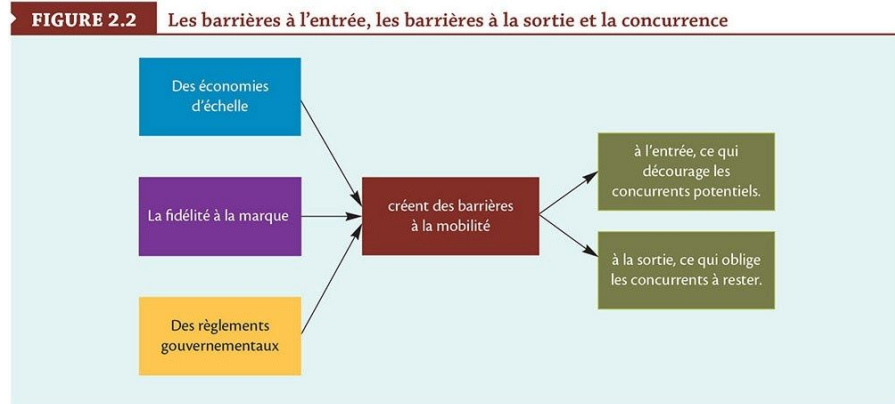 FIGURE 2.2 Les barrières à l'entrée, les barrières à la sortie et la concurrence
Des économies
d'échelle
La fidélité à la marque
Des règlements
gouvernementaux
créent des barrières
à la mobilité
à l'entrée, ce qui
décourage les
concurrents potentiels.
à la sortie, ce qui oblige
les concurrents à rester.